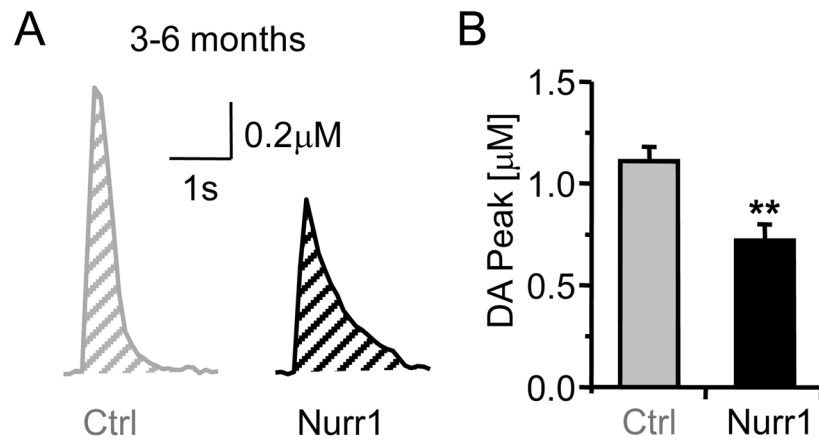 A
3-6 months
0.2μM
1s
Ctrl
Nurr1
B
DA Peak [μM]
1.5
1.0
0.5
0.0
**
Ctrl
Nurr1